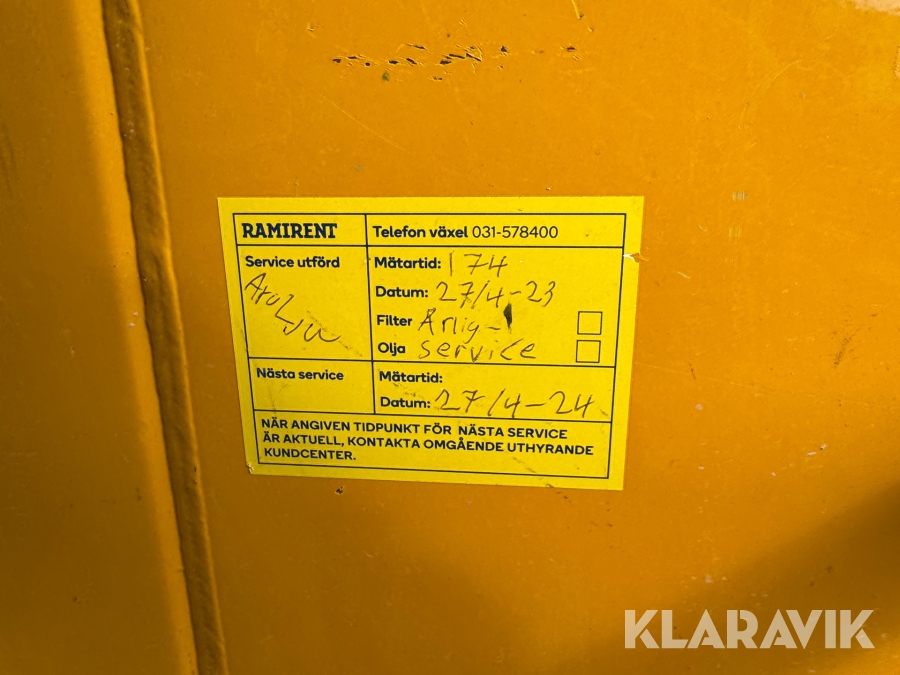 RAMIRENT
Telefon växel 031-578400
Service utförd
Mätartid: 174
Datum: 27/4-23
Filter Årlig-
Olja service
Nästa service
Mätartid:
Datum: 27/4-24
NÄR ANGIVEN TIDPUNKT FÖR NÄSTA SERVICE
ÄR AKTUELL, KONTAKTA OMGÅENDE UTHYRANDE
KUNDCENTER.
KLARAVIK